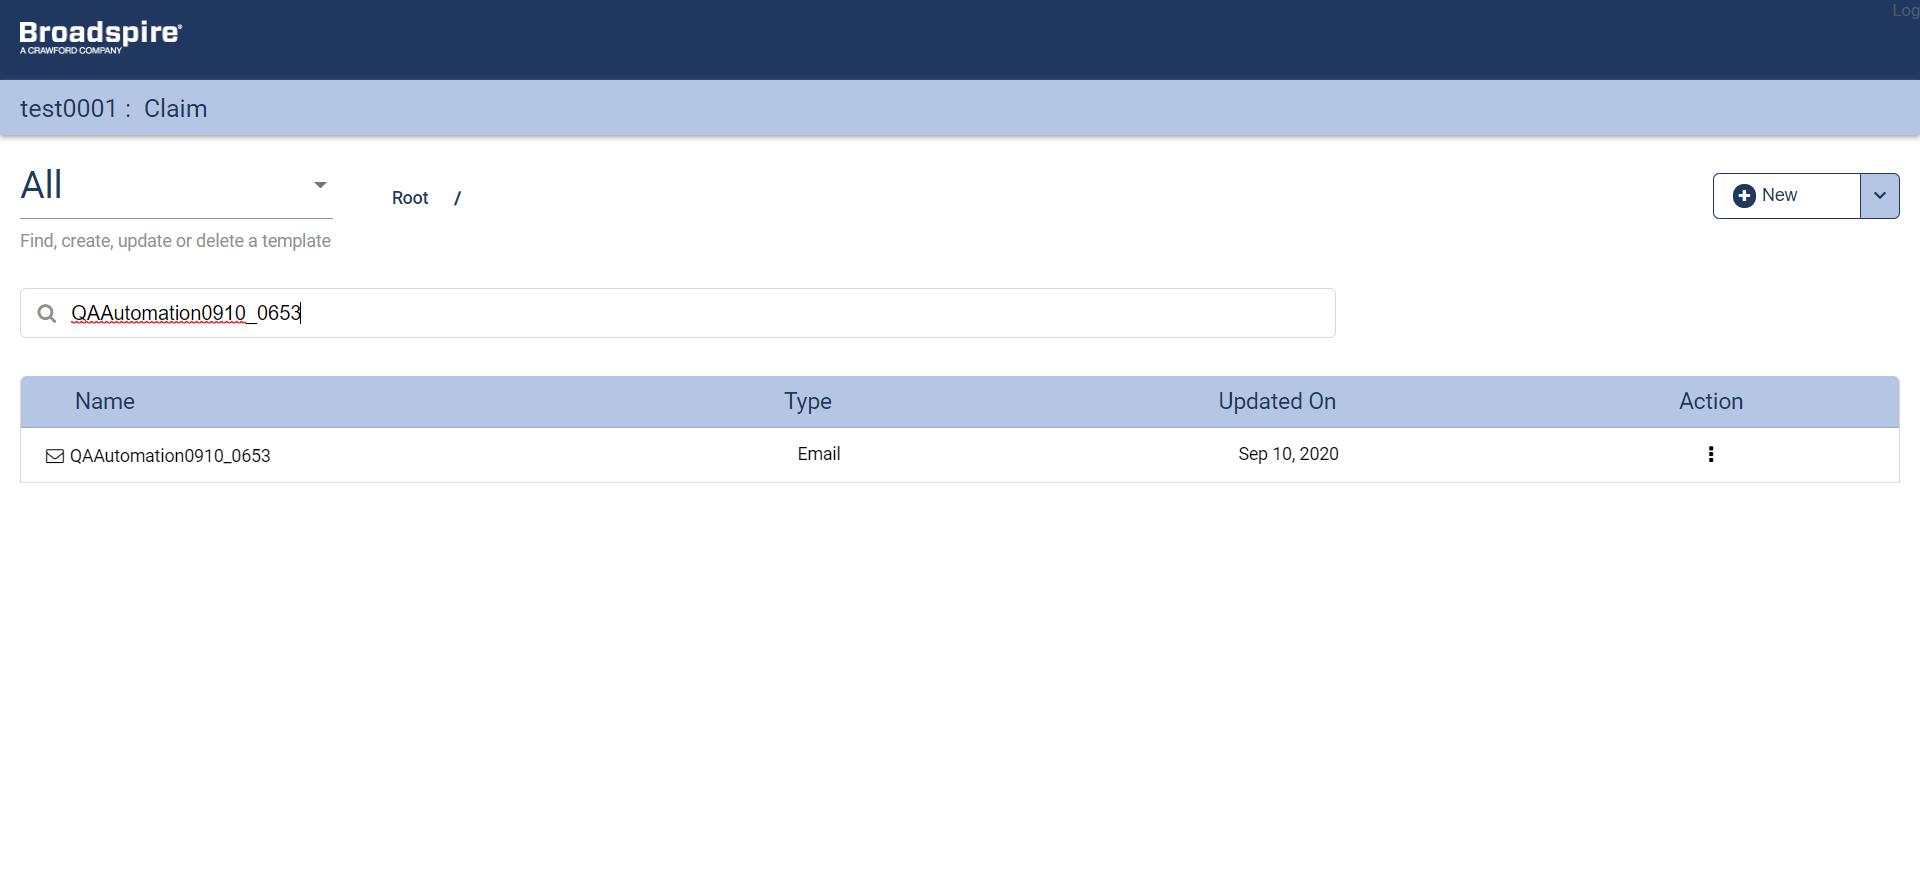 Log
Broadspire®
A CRAWFORD COMPANY
test0001 : Claim
All
Root /
New
Find, create, update or delete a template
QAAutomation0910_0653
Name Type Updated On Action
QAAutomation0910_0653 Email Sep 10, 2020